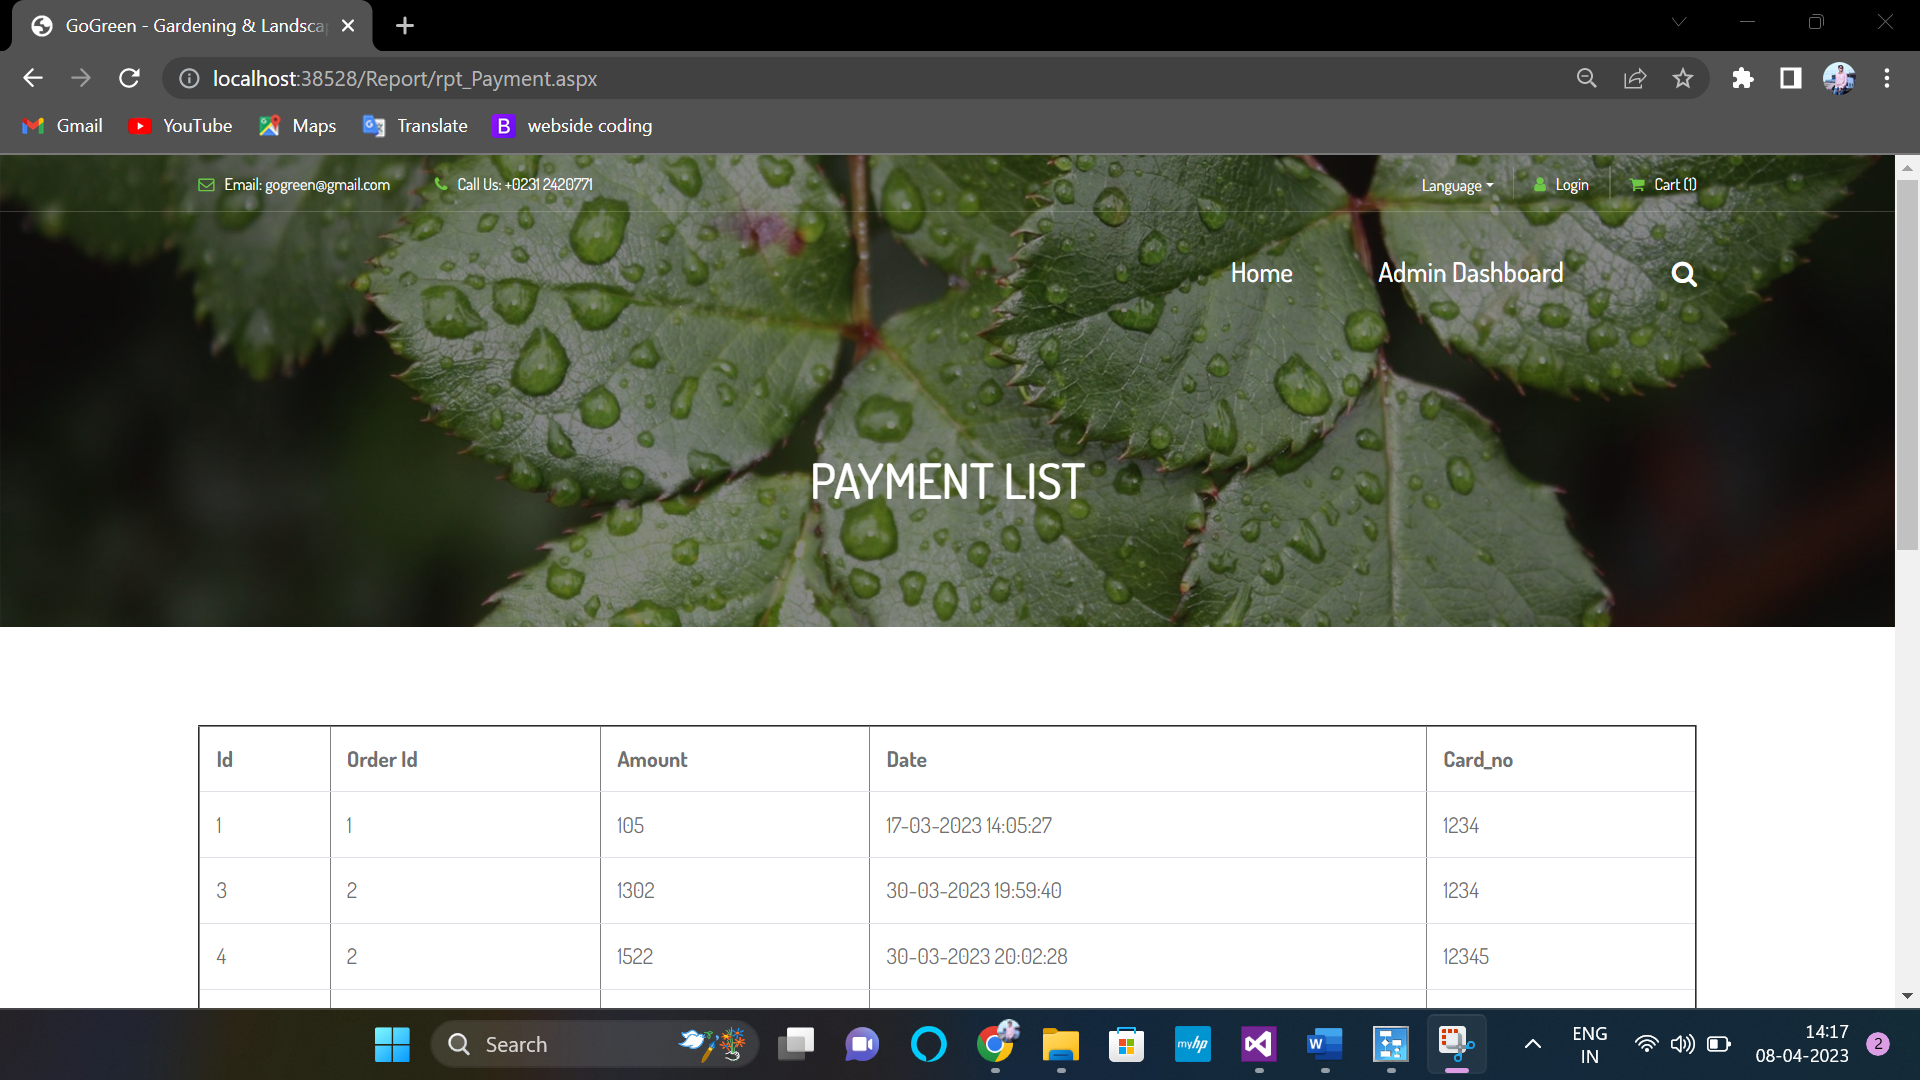 GoGreen - Gardening & Landsca
localhost:38528/Report/rpt_Payment.aspx
Gmail YouTube Maps Translate B webside coding
Email: gogreen@gmail.com Call Us: +0231 2420771 Language Login Cart (1)
Home Admin Dashboard
PAYMENT LIST
Id Order Id Amount Date Card_no
1 1 105 17-03-2023 14:05:27 1234
3 2 1302 30-03-2023 19:59:40 1234
4 2 1522 30-03-2023 20:02:28 12345
Search myhp W ENG IN 14:17 08-04-2023 2